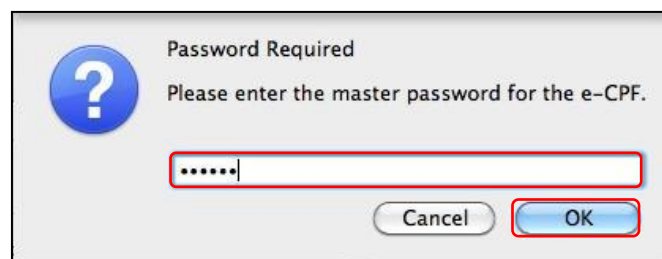 Password Required
Please enter the master password for the e-CPF.
••••••
Cancel OK